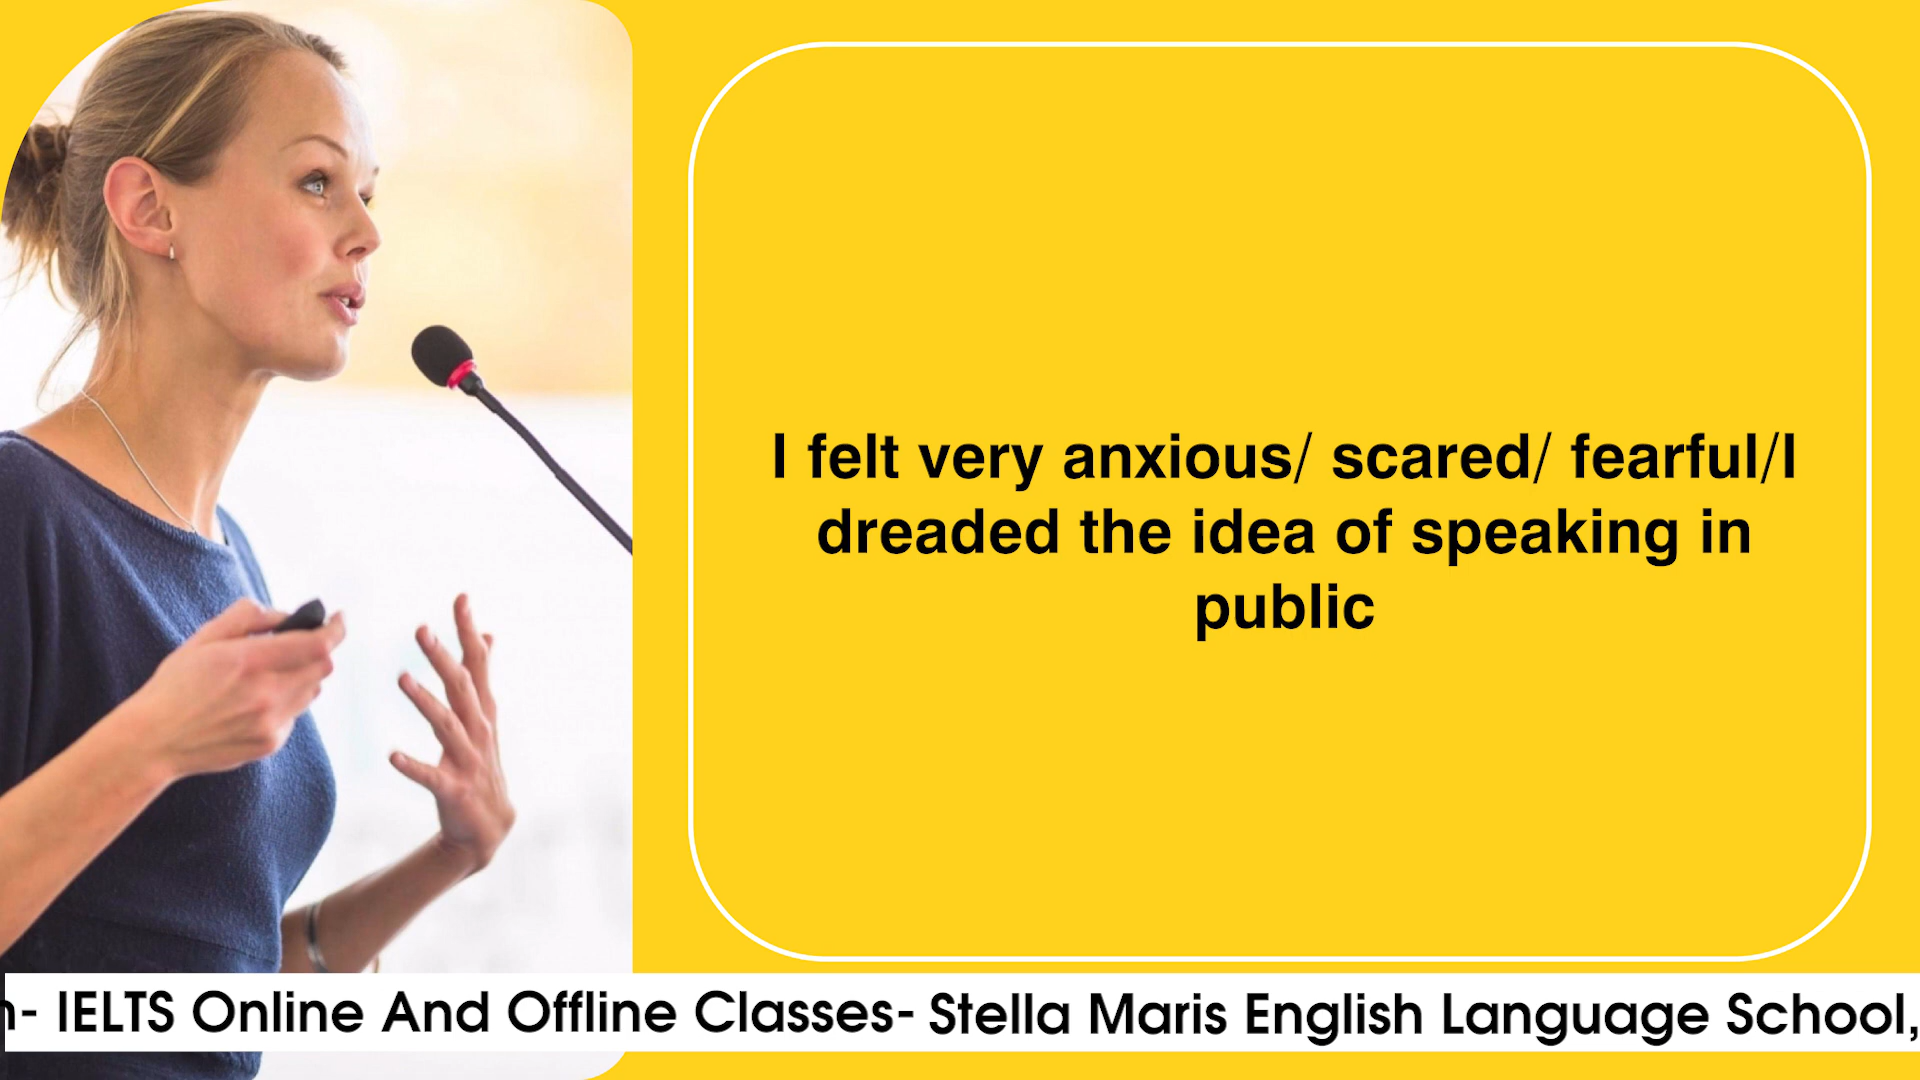 I felt very anxious/ scared/ fearful/I
dreaded the idea of speaking in
public
- IELTS Online And Offline Classes- Stella Maris English Language School,